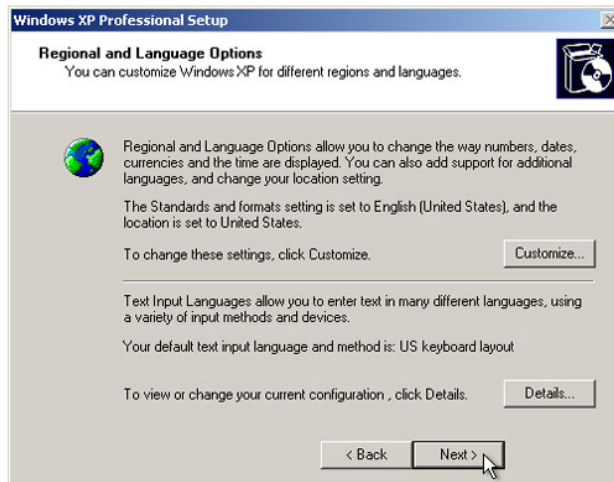 Windows XP Professional Setup
Regional and Language Options
You can customize Windows XP for different regions and languages.
Regional and Language Options allow you to change the way numbers, dates,
currencies and the time are displayed. You can also add support for additional
languages, and change your location setting.
The Standards and formats setting is set to English (United States), and the
location is set to United States.
To change these settings, click Customize.
Customize...
Text Input Languages allow you to enter text in many different languages, using
a variety of input methods and devices.
Your default text input language and method is: US keyboard layout
To view or change your current configuration , click Details.
Details...
< Back
Next >